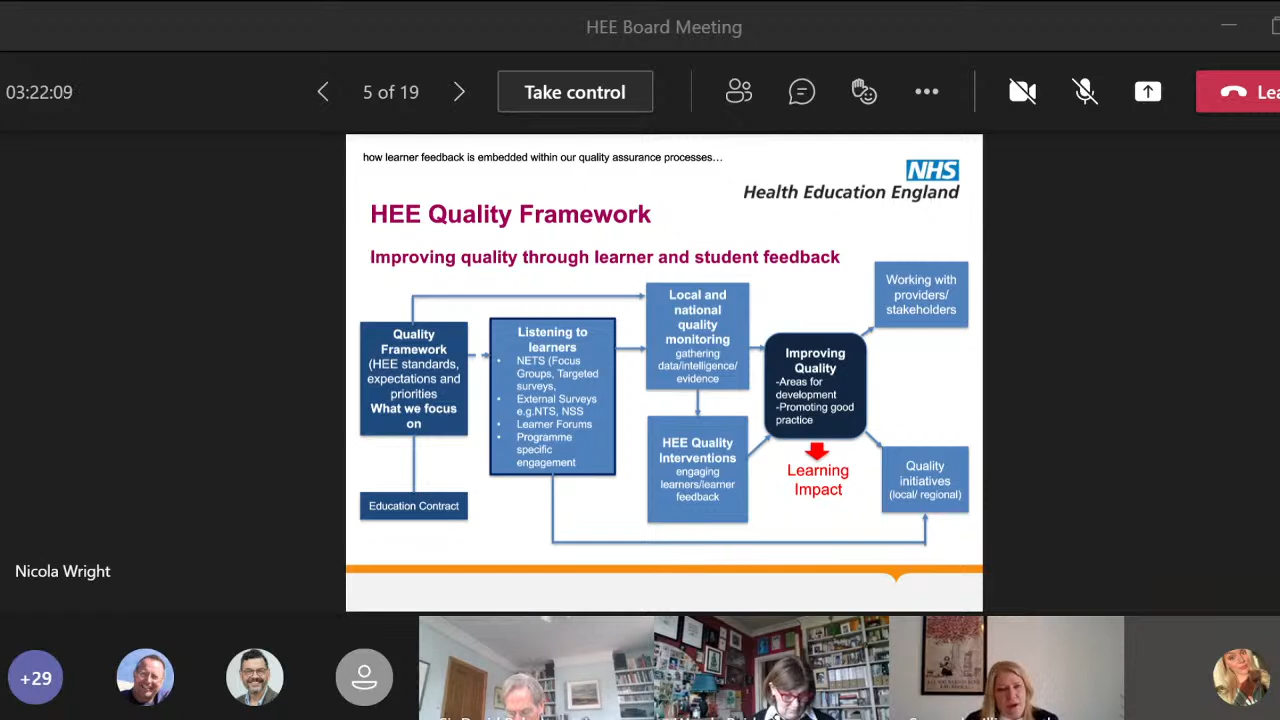 HEE Board Meeting
03:22:09
5 of 19
Take control
how learner feedback is embedded within our quality assurance processes…
NHS
Health Education England
HEE Quality Framework
Improving quality through learner and student feedback
Working with
providers/
stakeholders
Local and
national
quality
monitoring
gathering
data/intelligence/
evidence
Quality
Framework
(HEE standards,
expectations and
priorities
What we focus
on
Listening to
learners
• NETS (Focus
Groups, Targeted
surveys,
• External Surveys
e.g.NTS, NSS
• Learner Forums
• Programme
specific
engagement
Improving
Quality
-Areas for
development
-Promoting good
practice
HEE Quality
Interventions
engaging
learners/learner
feedback
Learning
Impact
Quality
initiatives
(local/ regional)
Education Contract
Nicola Wright
+29